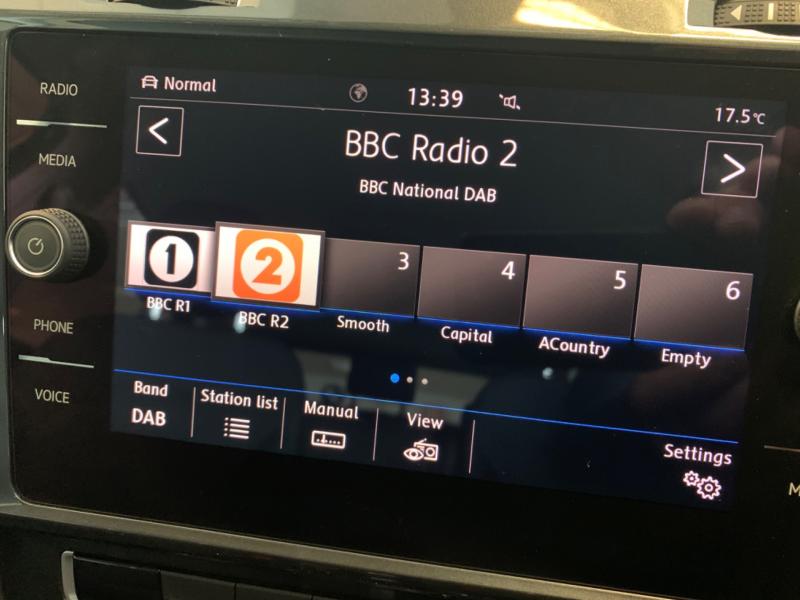 RADIO
MEDIA
PHONE
VOICE
Normal
13:39
17.5°C
<
BBC Radio 2
>
BBC National DAB
1
2
3
4
5
6
BBC R1
BBC R2
Smooth
Capital
ACountry
Empty
Band
DAB
Station list
Manual
View
Settings
M